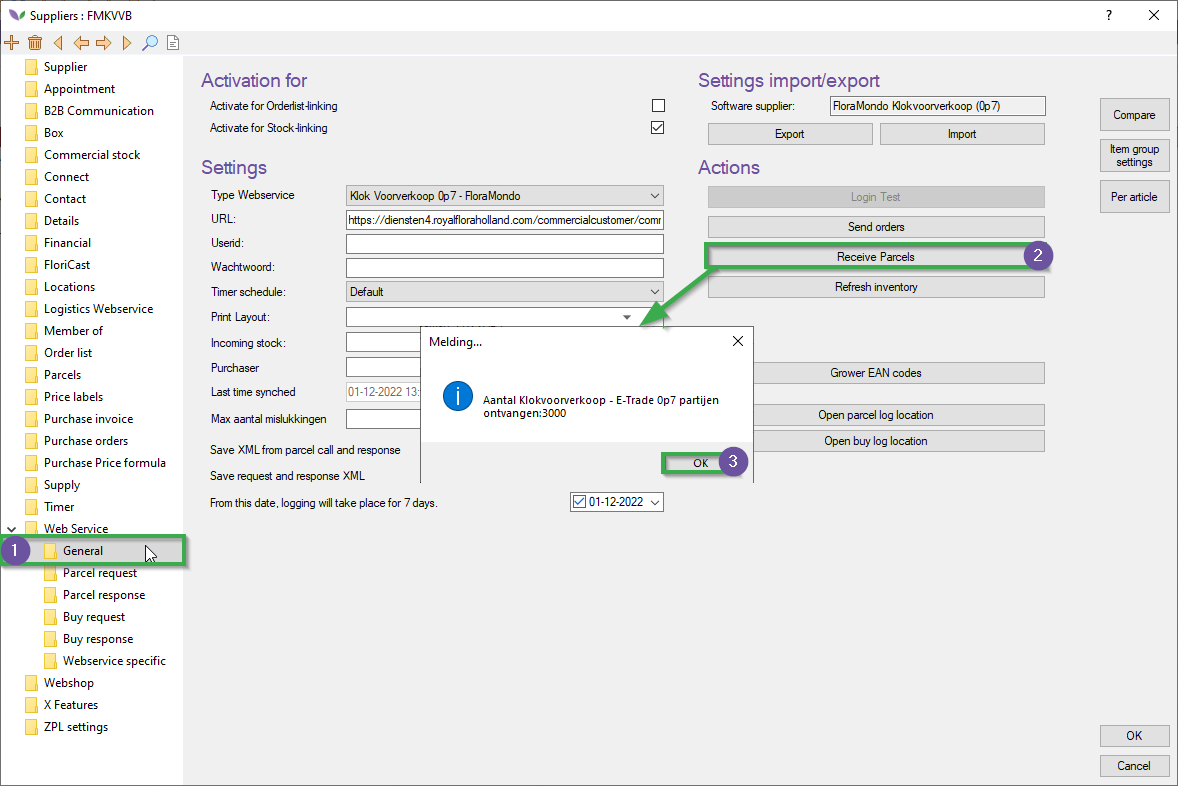 Suppliers : FMKVVB
?
Supplier
Appointment
B2B Communication
Box
Commercial stock
Connect
Contact
Details
Financial
FloriCast
Locations
Logistics Webservice
Member of
Order list
Parcels
Price labels
Purchase invoice
Purchase orders
Purchase Price formula
Supply
Timer
Web Service
1
General
Parcel request
Parcel response
Buy request
Buy response
Webservice specific
Webshop
X Features
ZPL settings
Activation for
Activate for Orderlist-linking
Activate for Stock-linking
Settings
Type Webservice
Klok Voorverkoop 0p7 - FloraMondo
URL:
https://diensten4.royalfloraholland.com/commercialcustomer/comr
Userid:
Wachtwoord:
Timer schedule:
Default
Print Layout:
Incoming stock:
Purchaser
Last time synched
01-12-2022 13:
Max aantal mislukkingen
Save XML from parcel call and response
Save request and response XML
From this date, logging will take place for 7 days.
01-12-2022
Melding...
Aantal Klokvoorverkoop - E-Trade 0p7 partijen
ontvangen:3000
OK
3
Settings import/export
Software supplier:
FloraMondo Klokvoorverkoop (0p7)
Export
Import
Actions
Login Test
Send orders
Receive Parcels
2
Refresh inventory
Grower EAN codes
Open parcel log location
Open buy log location
Compare
Item group
settings
Per article
OK
Cancel